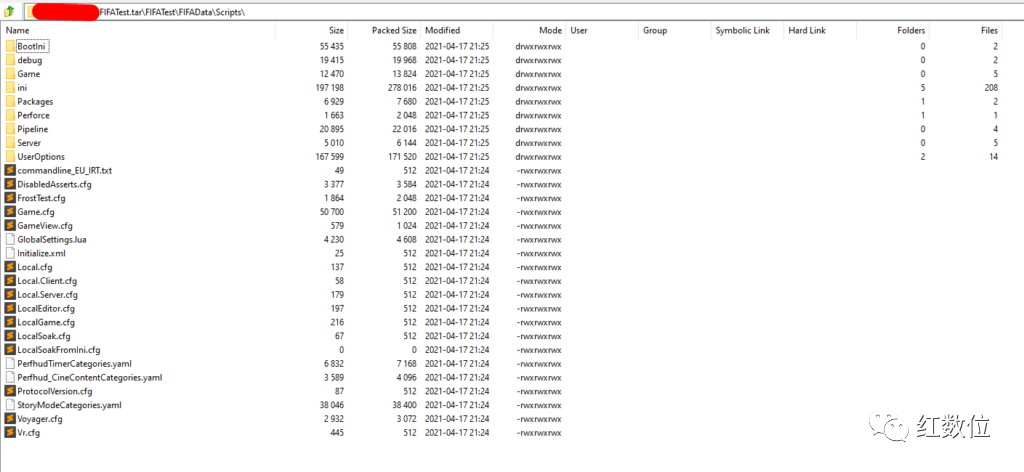 FIFATest.tar\FIFATest\FIFAData\Scripts\
Name Size Packed Size Modified Mode User Group Symbolic Link Hard Link Folders Files
BootIni 55 435 55 808 2021-04-17 21:25 drwxrwxrwx 0 2
debug 19 415 19 968 2021-04-17 21:25 drwxrwxrwx 0 2
Game 12 470 13 824 2021-04-17 21:25 drwxrwxrwx 0 5
ini 197 198 278 016 2021-04-17 21:25 drwxrwxrwx 5 208
Packages 6 929 7 680 2021-04-17 21:25 drwxrwxrwx 1 2
Perforce 1 663 2 048 2021-04-17 21:25 drwxrwxrwx 1 1
Pipeline 20 895 22 016 2021-04-17 21:25 drwxrwxrwx 0 4
Server 5 010 6 144 2021-04-17 21:25 drwxrwxrwx 0 5
UserOptions 167 599 171 520 2021-04-17 21:25 drwxrwxrwx 2 14
commandline_EU_IRT.txt 49 512 2021-04-17 21:24 -rwxrwxrwx
DisabledAsserts.cfg 3 377 3 584 2021-04-17 21:24 -rwxrwxrwx
FrostTest.cfg 1 864 2 048 2021-04-17 21:24 -rwxrwxrwx
Game.cfg 50 700 51 200 2021-04-17 21:24 -rwxrwxrwx
GameView.cfg 579 1 024 2021-04-17 21:24 -rwxrwxrwx
GlobalSettings.lua 4 230 4 608 2021-04-17 21:24 -rwxrwxrwx
Initialize.xml 25 512 2021-04-17 21:24 -rwxrwxrwx
Local.cfg 137 512 2021-04-17 21:24 -rwxrwxrwx
Local.Client.cfg 58 512 2021-04-17 21:24 -rwxrwxrwx
Local.Server.cfg 179 512 2021-04-17 21:24 -rwxrwxrwx
LocalEditor.cfg 197 512 2021-04-17 21:24 -rwxrwxrwx
LocalGame.cfg 216 512 2021-04-17 21:24 -rwxrwxrwx
LocalSoak.cfg 67 512 2021-04-17 21:24 -rwxrwxrwx
LocalSoakFromIni.cfg 0 0 2021-04-17 21:24 -rwxrwxrwx
PerfhudTimerCategories.yaml 6 832 7 168 2021-04-17 21:24 -rwxrwxrwx
Perfhud_CineContentCategories.yaml 3 589 4 096 2021-04-17 21:24 -rwxrwxrwx
ProtocolVersion.cfg 87 512 2021-04-17 21:24 -rwxrwxrwx
StoryModeCategories.yaml 38 046 38 400 2021-04-17 21:24 -rwxrwxrwx
Voyager.cfg 2 932 3 072 2021-04-17 21:24 -rwxrwxrwx
Vr.cfg 445 512 2021-04-17 21:24 -rwxrwxrwx
红数位